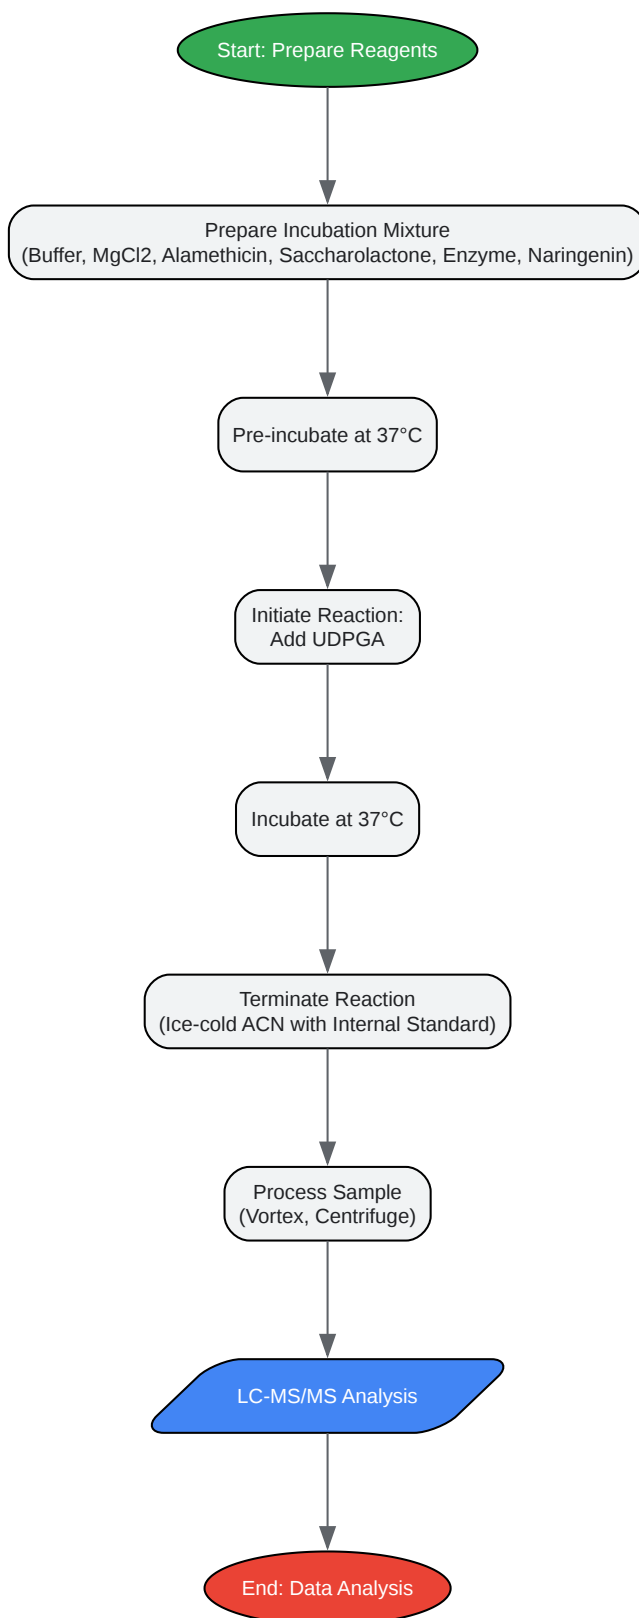 Start: Prepare Reagents
Prepare Incubation Mixture
(Buffer, MgCl2, Alamethicin, Saccharolactone, Enzyme, Naringenin)
Pre-incubate at 37°C
Initiate Reaction:
Add UDPGA
Incubate at 37°C
Terminate Reaction
(Ice-cold ACN with Internal Standard)
Process Sample
(Vortex, Centrifuge)
LC-MS/MS Analysis
End: Data Analysis